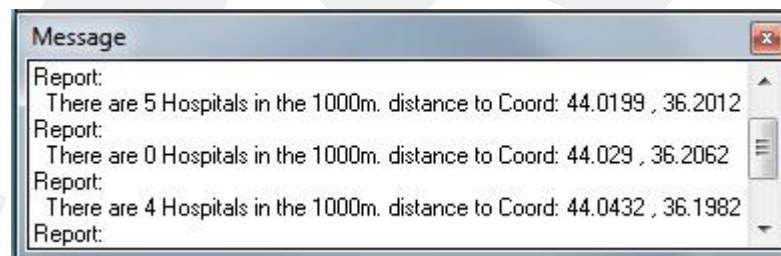 Message
Report:
There are 5 Hospitals in the 1000m. distance to Coord: 44.0199 , 36.2012
Report:
There are 0 Hospitals in the 1000m. distance to Coord: 44.029 , 36.2062
Report:
There are 4 Hospitals in the 1000m. distance to Coord: 44.0432 , 36.1982
Report: